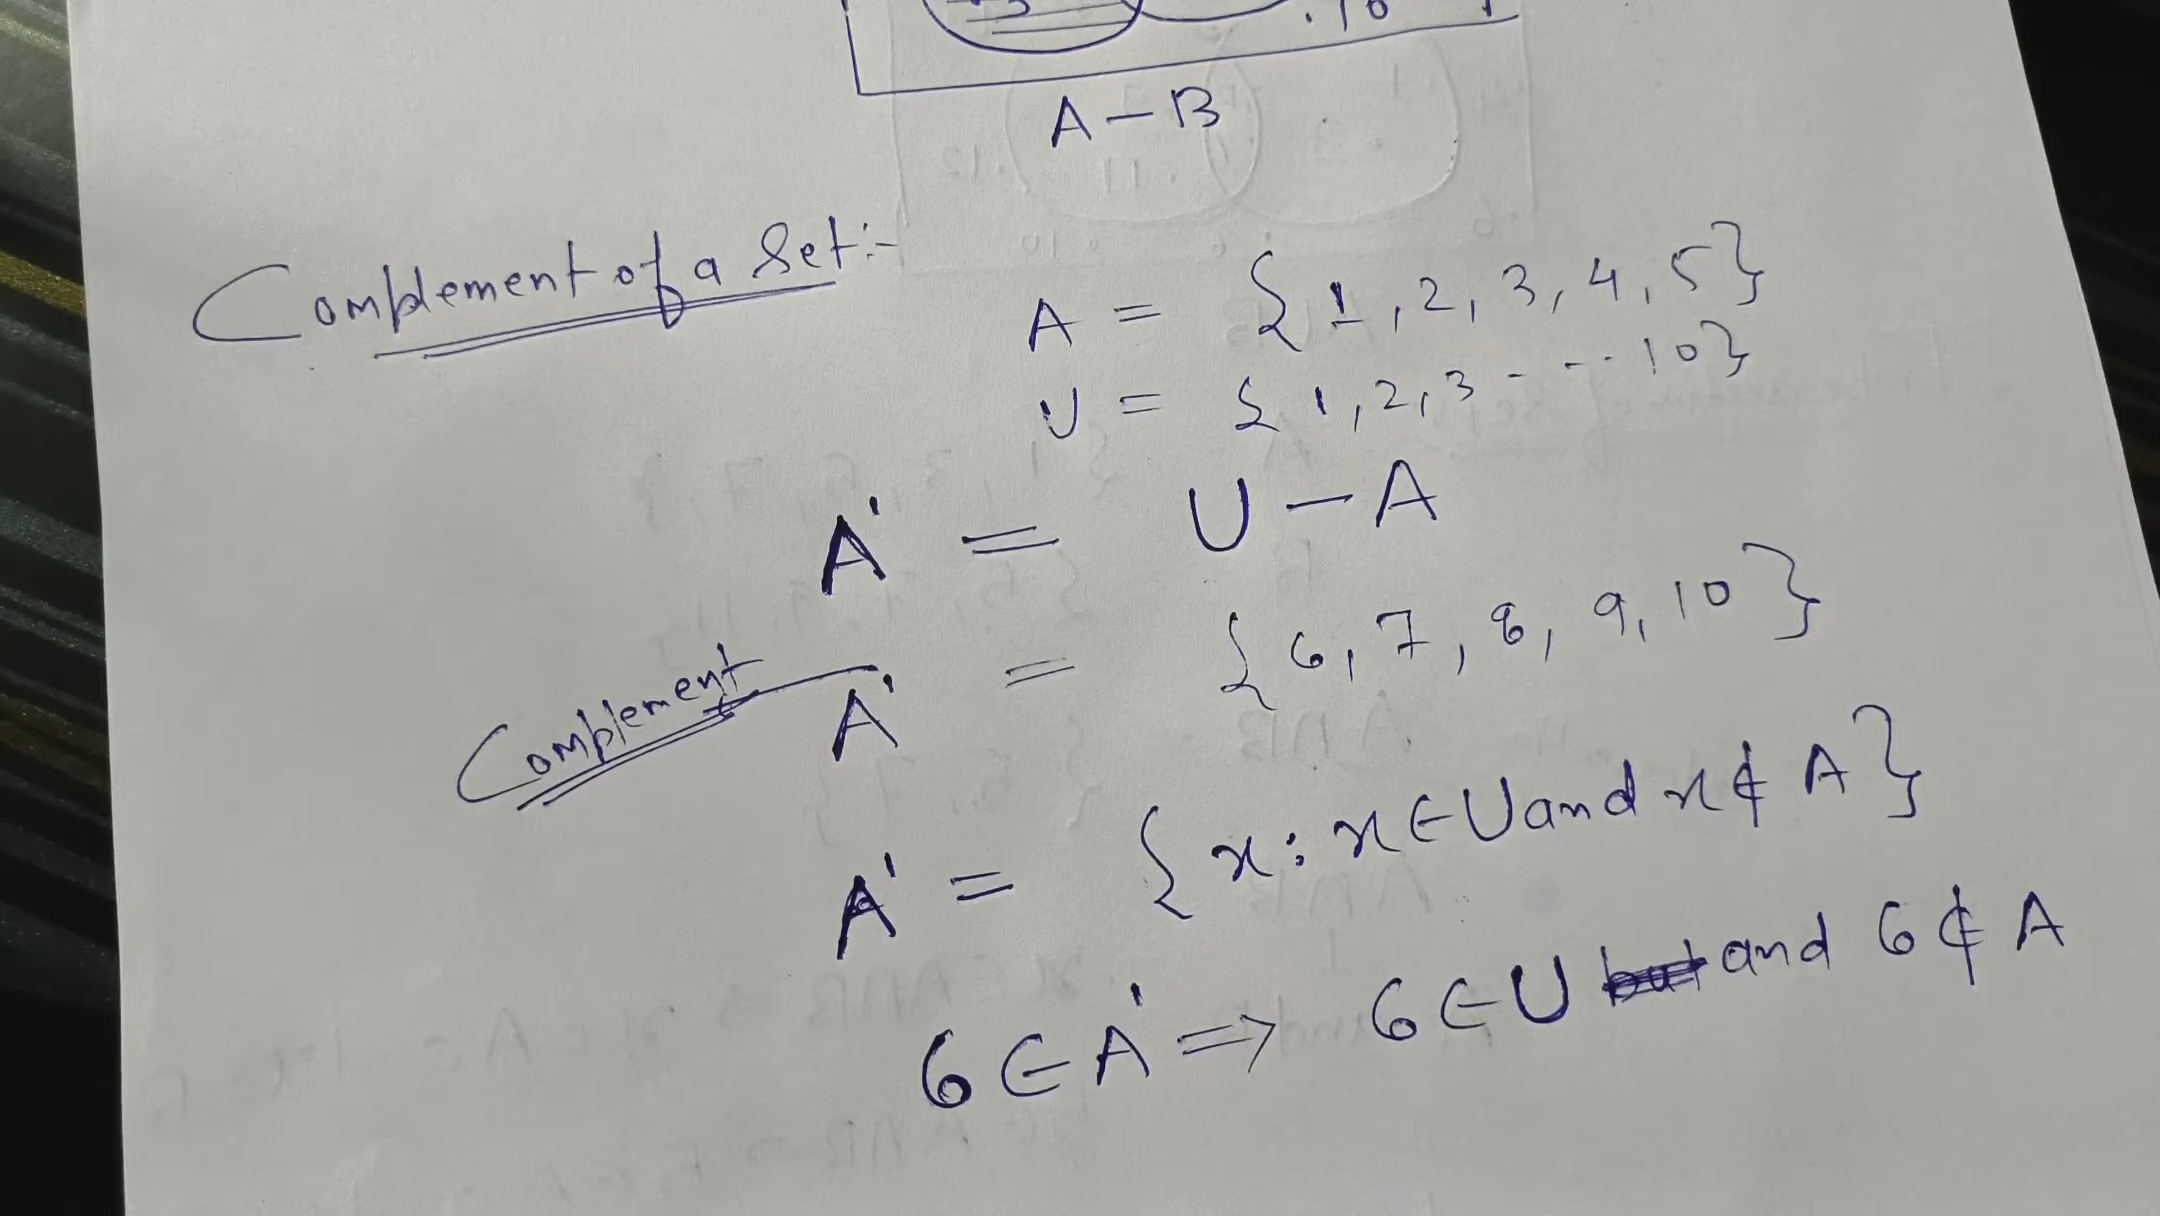 .10
A – B
Complement of a Set:-
A = {1, 2, 3, 4, 5}
U = {1, 2, 3 - - -- 10}
A' = U – A
Complement A' = {6, 7, 8, 9, 10}
A' = {x : x ∈ U and x ∉ A}
6 ∈ A' ⇒ 6 ∈ U and 6 ∉ A